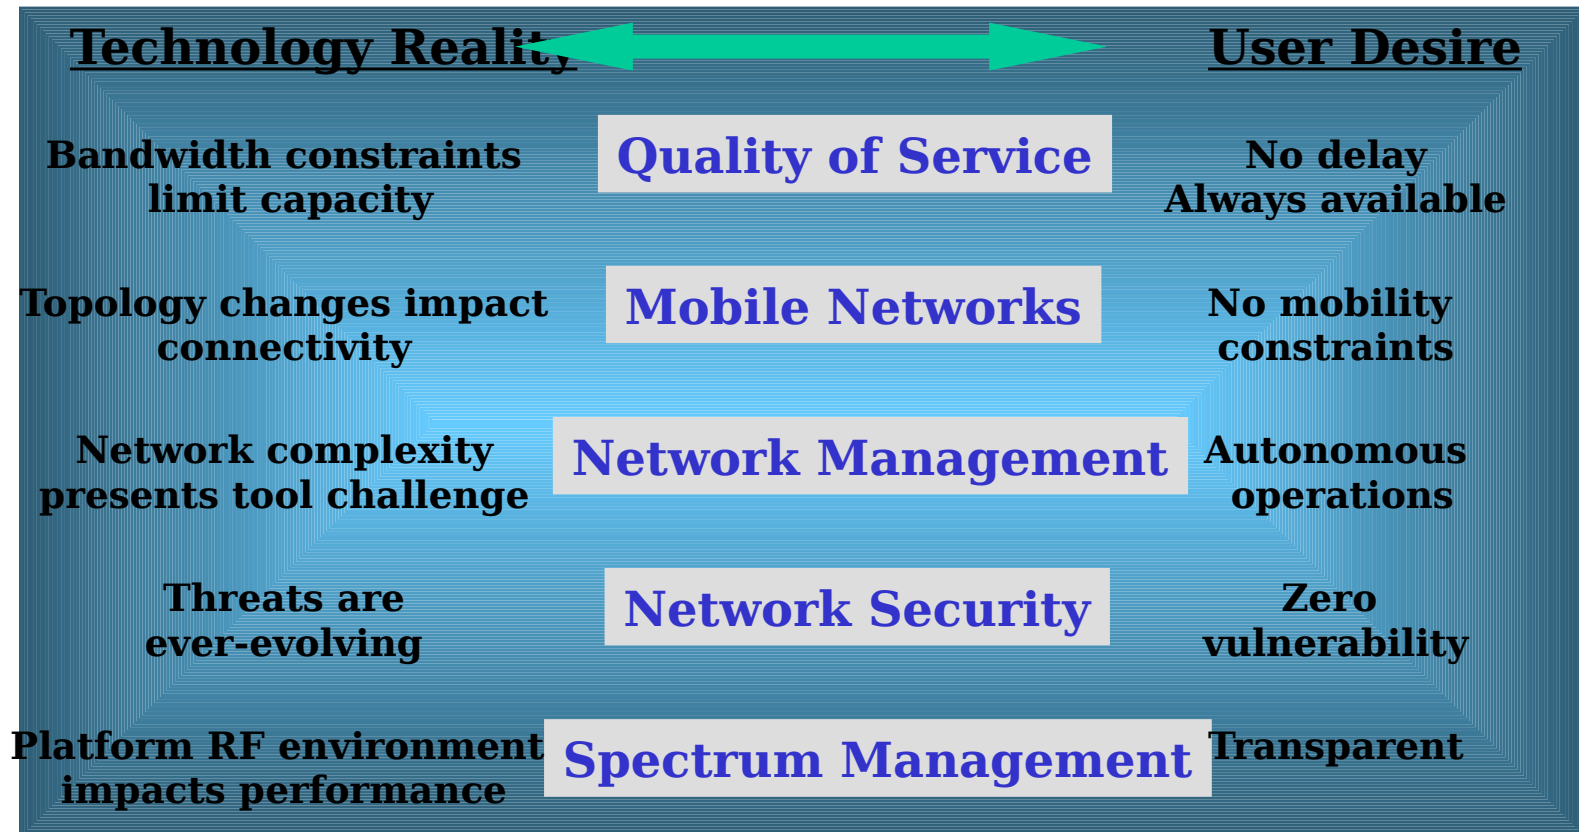 Technology Reality
User Desire
Bandwidth constraints
limit capacity
Quality of Service
No delay
Always available
Topology changes impact
connectivity
Mobile Networks
No mobility
constraints
Network complexity
presents tool challenge
Network Management
Autonomous
operations
Threats are
ever-evolving
Network Security
Zero
vulnerability
Platform RF environment
impacts performance
Spectrum Management
Transparent